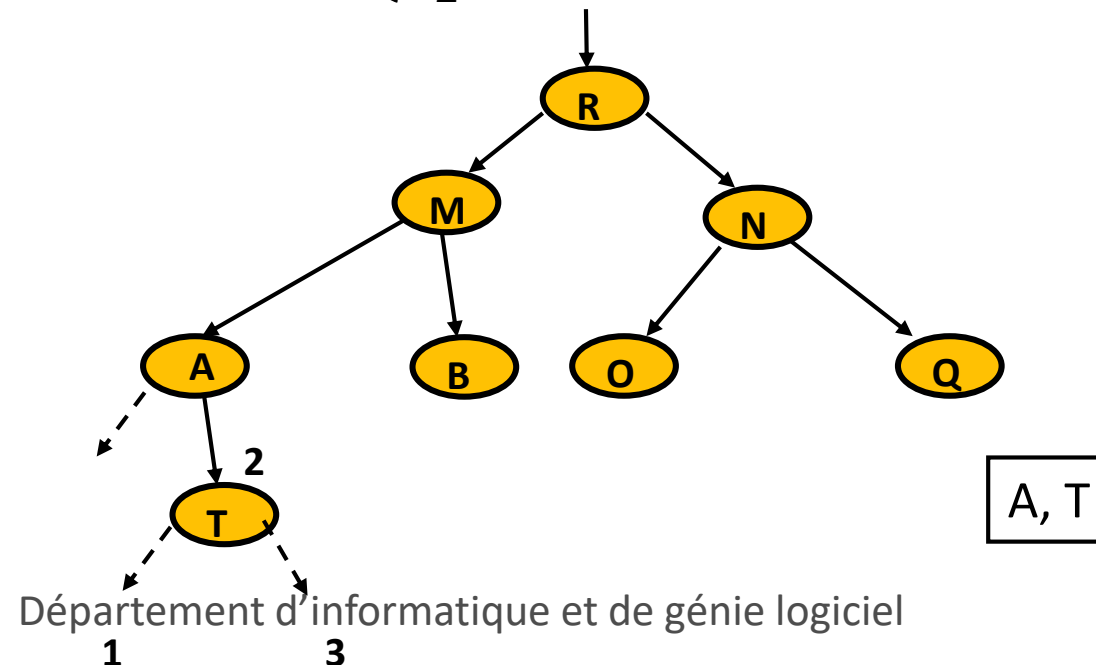 R
M
N
A
B
O
Q
2
A, T
T
Département d'informatique et de génie logiciel
1
3